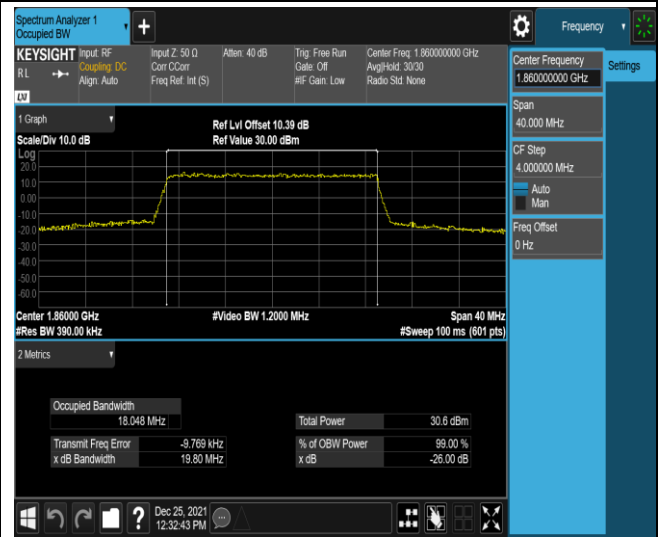 Spectrum Analyzer 1
Occupied BW
+
Frequency
KEYSIGHT
RL
LXI
Input: RF
Coupling: DC
Align: Auto
Input Z: 50 Ω
Corr CCorr
Freq Ref: Int (S)
Atten: 40 dB
Trig: Free Run
Gate: Off
#IF Gain: Low
Center Freq: 1.860000000 GHz
Avg|Hold: 30/30
Radio Std: None
Center Frequency
1.860000000 GHz
Settings
Span
40.000 MHz
CF Step
4.000000 MHz
Auto
Man
Freq Offset
0 Hz
1 Graph
Scale/Div 10.0 dB
Ref Lvl Offset 10.39 dB
Ref Value 30.00 dBm
Log
20.0
10.0
0.00
-10.0
-20.0
-30.0
-40.0
-50.0
-60.0
Center 1.86000 GHz
#Res BW 390.00 kHz
#Video BW 1.2000 MHz
Span 40 MHz
#Sweep 100 ms (601 pts)
2 Metrics
Occupied Bandwidth
18.048 MHz
Total Power 30.6 dBm
Transmit Freq Error -9.769 kHz
% of OBW Power 99.00 %
x dB Bandwidth 19.80 MHz
x dB -26.00 dB
?
Dec 25, 2021
12:32:43 PM